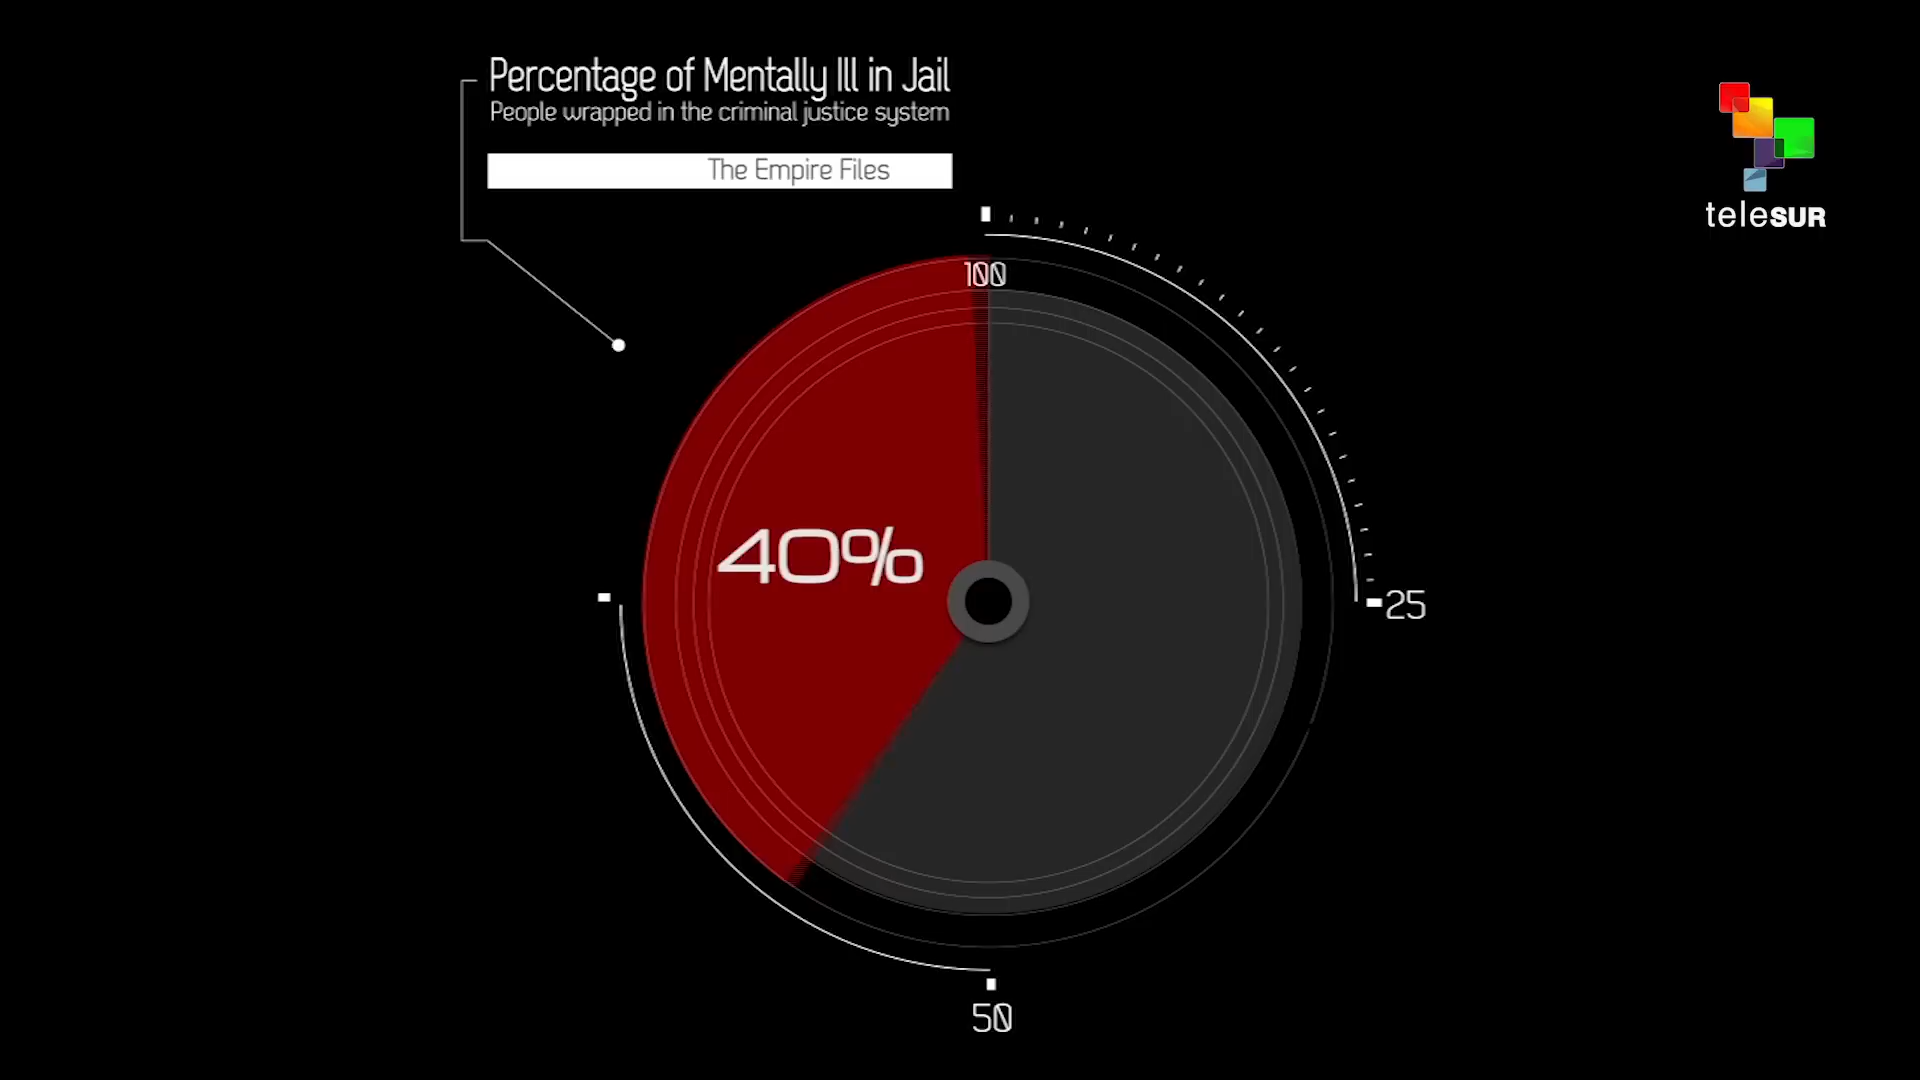 Percentage of Mentally Ill in Jail
People wrapped in the criminal justice system
The Empire Files
teleSUR
100
40%
25
50